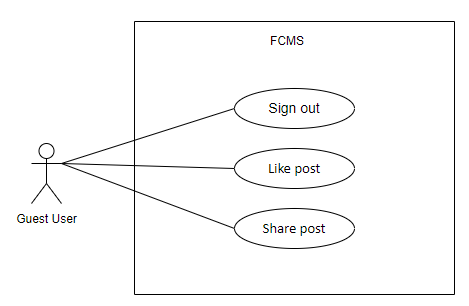 FCMS
Sign out
Like post
Share post
Guest User